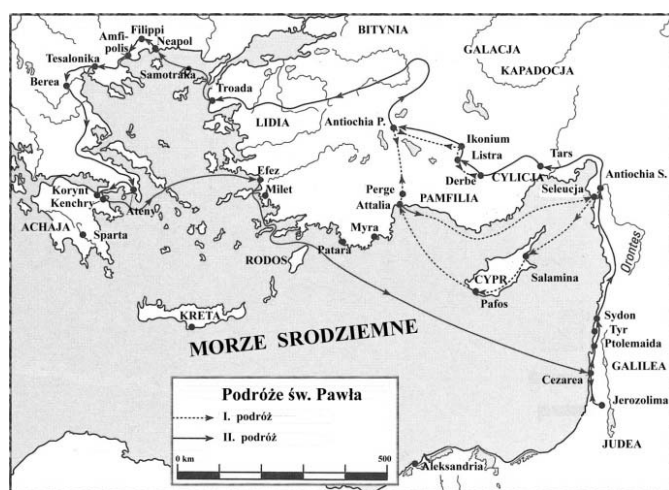 BITYNIA
GALACJA
KAPADOCJA
Filippi
Amfi-
polis
Neapol
Tesalonika
Samotraka
Berea
Troada
LIDIA
Antiochia P.
Ikonium
Listra
Derbe
CYLICJA
Tars
Antiochia S.
Seleucja
Efez
Milet
Perge
PAMFILIA
Attalia
Korynt
Kenchry
Ateny
ACHAJA
Sparta
Myra
Patara
RODOS
CYPR
Salamina
Pafos
Orontes
KRETA
MORZE SRODZIEMNE
Sydon
Tyr
Ptolemaida
GALILEA
Cezarea
Jerozolima
JUDEA
Aleksandria
Podróże św. Pawła
I. podróż
II. podróż
0 km
500